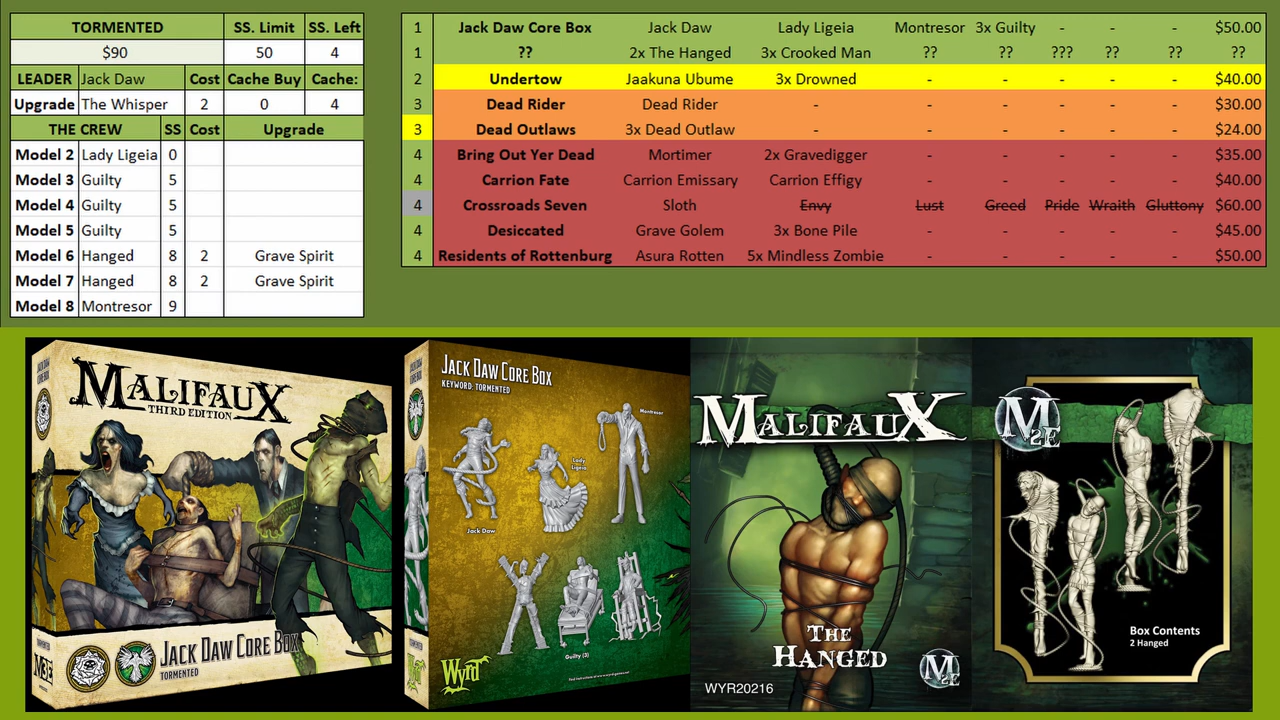 TORMENTED SS. Limit SS. Left
$90 50 4
LEADER Jack Daw Cost Cache Buy Cache:
Upgrade The Whisper 2 0 4
THE CREW SS Cost Upgrade
Model 2 Lady Ligeia 0
Model 3 Guilty 5
Model 4 Guilty 5
Model 5 Guilty 5
Model 6 Hanged 8 2 Grave Spirit
Model 7 Hanged 8 2 Grave Spirit
Model 8 Montresor 9
1 Jack Daw Core Box Jack Daw Lady Ligeia Montresor 3x Guilty - - - $50.00
1 ?? 2x The Hanged 3x Crooked Man ?? ?? ??? ?? ?? ??
2 Undertow Jaakuna Ubume 3x Drowned - - - - - $40.00
3 Dead Rider Dead Rider - - - - - - $30.00
3 Dead Outlaws 3x Dead Outlaw - - - - - - $24.00
4 Bring Out Yer Dead Mortimer 2x Gravedigger - - - - - $35.00
4 Carrion Fate Carrion Emissary Carrion Effigy - - - - - $40.00
4 Crossroads Seven Sloth Envy Lust Greed Pride Wraith Gluttony $60.00
4 Desiccated Grave Golem 3x Bone Pile - - - - - $45.00
4 Residents of Rottenburg Asura Rotten 5x Mindless Zombie - - - - - $50.00
MALIFAUX
THIRD EDITION
JACK DAW CORE BOX
TORMENTED
M3E
JACK DAW CORE BOX
KEYWORD: TORMENTED
Montresor
Lady
Ligeia
Jack Daw
Guilty (3)
Wyrd
MALIFAUX
THE
HANGED
WYR20216
M2E
M2E
Box Contents
2 Hanged